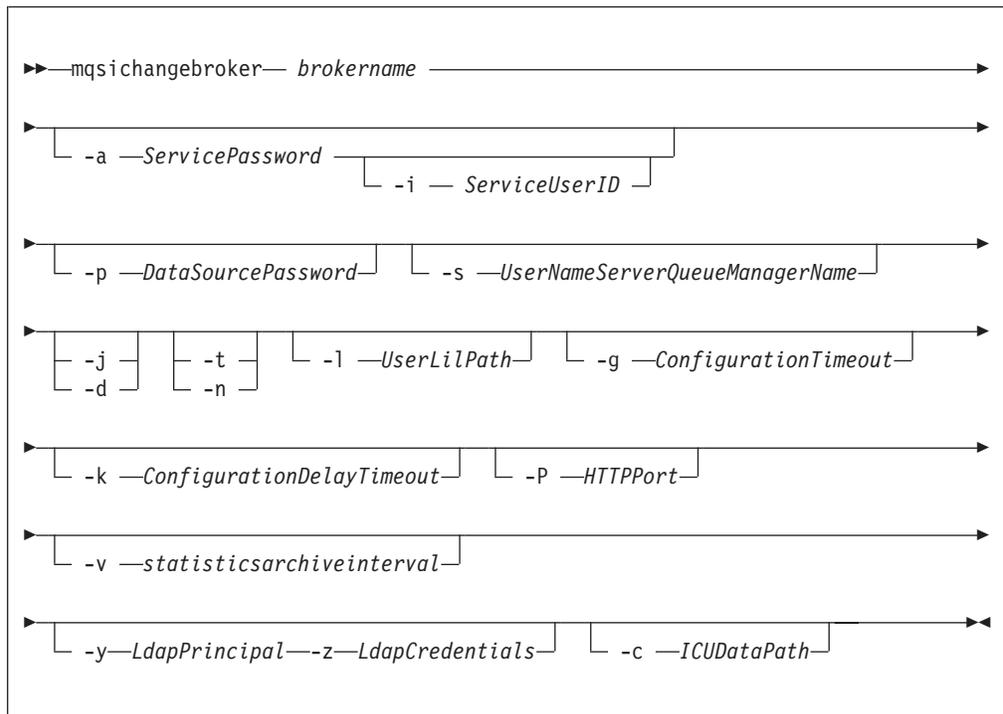 mqsichangebroker brokername
-a ServicePassword
-i ServiceUserID
-p DataSourcePassword -s UserNameServerQueueManagerName
-j -t -l UserLilPath -g ConfigurationTimeout
-d -n
-k ConfigurationDelayTimeout -P HTTPPort
-v statisticsarchiveinterval
-y LdapPrincipal -z LdapCredentials -c ICUDataPath